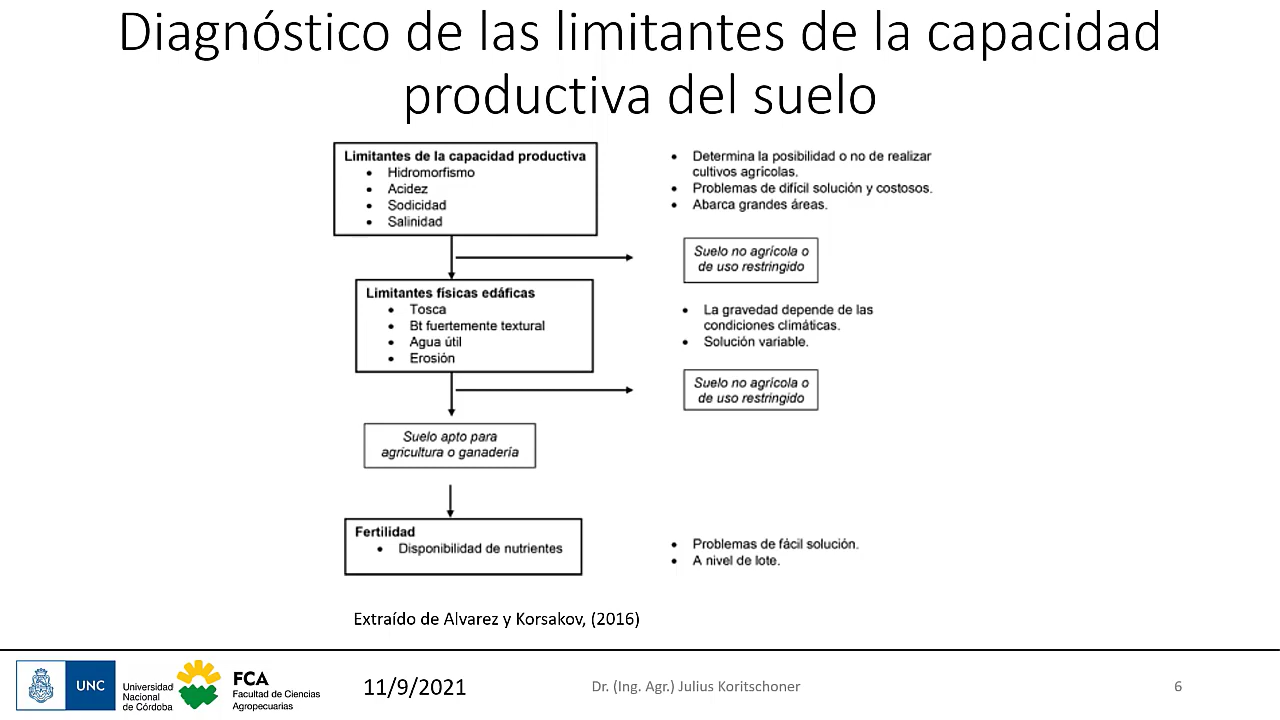 Diagnóstico de las limitantes de la capacidad
productiva del suelo
Limitantes de la capacidad productiva
• Hidromorfismo
• Acidez
• Sodicidad
• Salinidad
• Determina la posibilidad o no de realizar
cultivos agrícolas.
• Problemas de difícil solución y costosos.
• Abarca grandes áreas.
Suelo no agrícola o
de uso restringido
Limitantes físicas edáficas
• Tosca
• Bt fuertemente textural
• Agua útil
• Erosión
• La gravedad depende de las
condiciones climáticas.
• Solución variable.
Suelo no agrícola o
de uso restringido
Suelo apto para
agricultura o ganadería
Fertilidad
• Disponibilidad de nutrientes
• Problemas de fácil solución.
• A nivel de lote.
Extraído de Alvarez y Korsakov, (2016)
UNC
Universidad
Nacional
de Córdoba
FCA
Facultad de Ciencias
Agropecuarias
11/9/2021
Dr. (Ing. Agr.) Julius Koritschoner
6